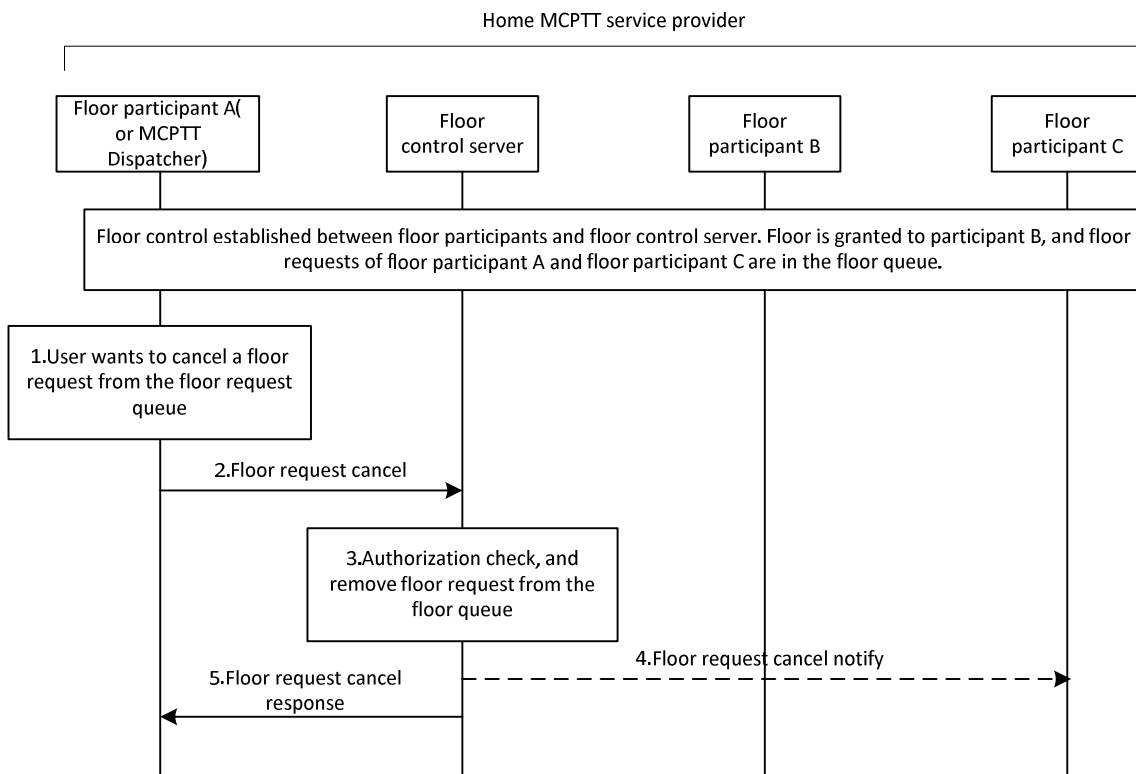 Home MCPTT service provider
Floor participant A(
or MCPTT
Dispatcher)
Floor
control server
Floor
participant B
Floor
participant C
Floor control established between floor participants and floor control server. Floor is granted to participant B, and floor
requests of floor participant A and floor participant C are in the floor queue.
1.User wants to cancel a floor
request from the floor request
queue
2.Floor request cancel
3.Authorization check, and
remove floor request from the
floor queue
4.Floor request cancel notify
5.Floor request cancel
response